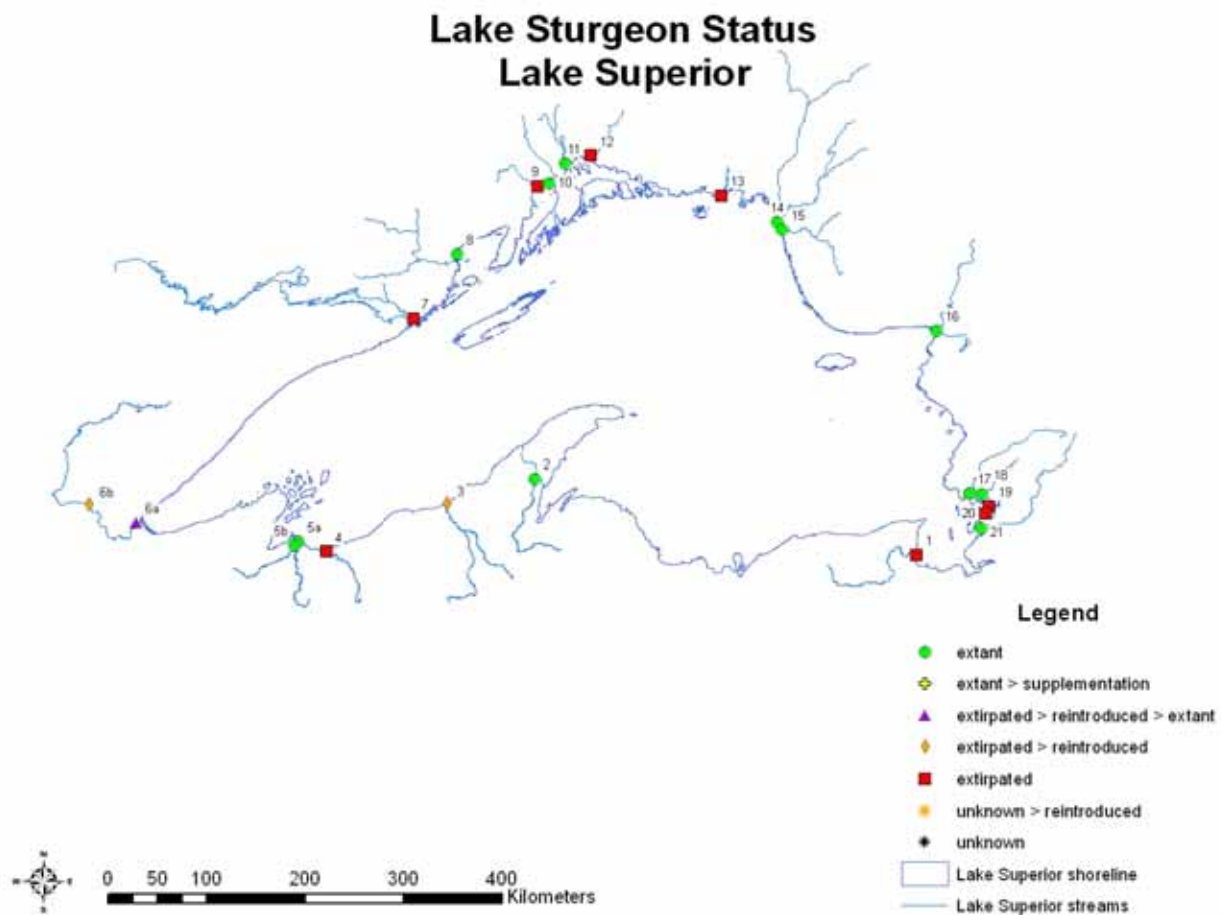 Lake Sturgeon Status
Lake Superior
12
11
9
10
13
14
15
8
7
16
6b
6a
3
2
5b
5a
4
17
18
19
20
21
1
Legend
extant
extant > supplementation
extirpated > reintroduced > extant
extirpated > reintroduced
extirpated
unknown > reintroduced
unknown
Lake Superior shoreline
Lake Superior streams
N
W
E
S
0 50 100 200 300 400
Kilometers